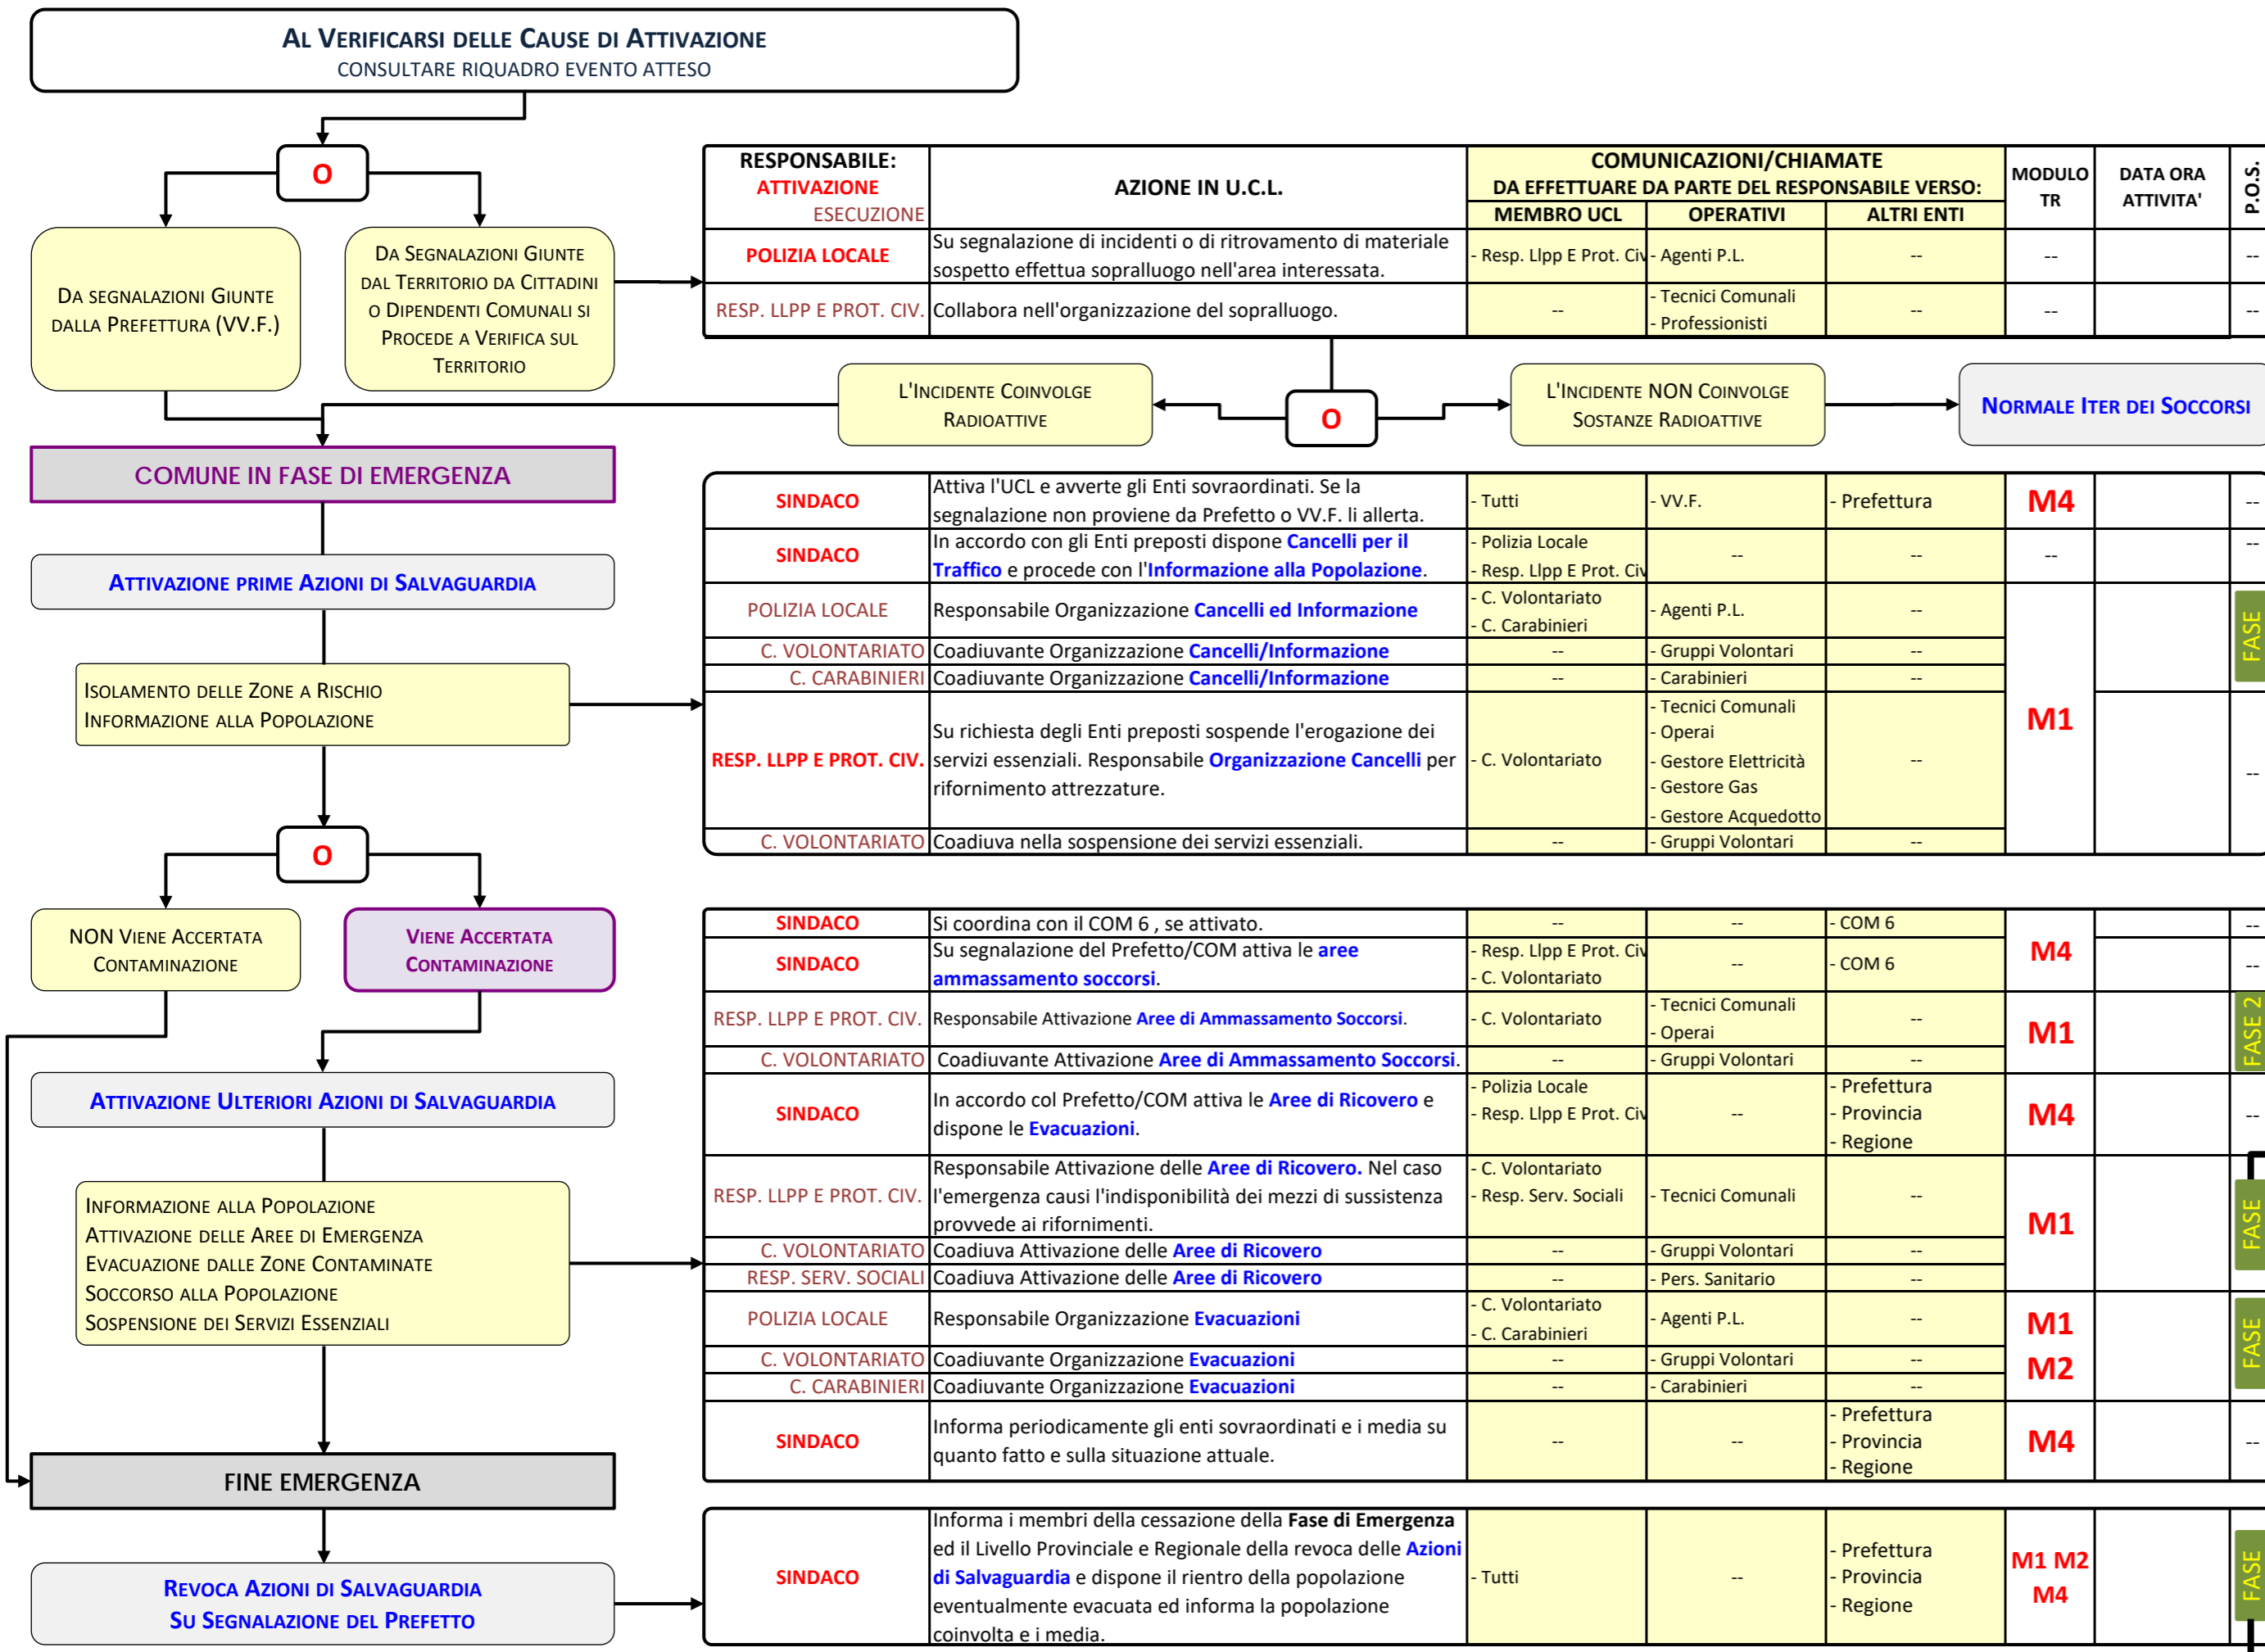 AL VERIFICARSI DELLE CAUSE DI ATTIVAZIONE
CONSULTARE RIQUADRO EVENTO ATTESO
O
DA SEGNALAZIONI GIUNTE
DALLA PREFETTURA (VV.F.)
DA SEGNALAZIONI GIUNTE
DAL TERRITORIO DA CITTADINI
O DIPENDENTI COMUNALI SI
PROCEDE A VERIFICA SUL
TERRITORIO
RESPONSABILE:
ATTIVAZIONE
ESECUZIONE
AZIONE IN U.C.L.
COMUNICAZIONI/CHIAMATE
DA EFFETTUARE DA PARTE DEL RESPONSABILE VERSO:
MEMBRO UCL
OPERATIVI
ALTRI ENTI
MODULO
TR
DATA ORA
ATTIVITA'
P.O.S.
POLIZIA LOCALE
Su segnalazione di incidenti o di ritrovamento di materiale
sospetto effettua sopralluogo nell'area interessata.
- Resp. Llpp E Prot. Civ
- Agenti P.L.
--
--
--
RESP. LLPP E PROT. CIV.
Collabora nell'organizzazione del sopralluogo.
--
- Tecnici Comunali
- Professionisti
--
--
--
L'INCIDENTE COINVOLGE
RADIOATTIVE
O
L'INCIDENTE NON COINVOLGE
SOSTANZE RADIOATTIVE
NORMALE ITER DEI SOCCORSI
COMUNE IN FASE DI EMERGENZA
ATTIVAZIONE PRIME AZIONI DI SALVAGUARDIA
ISOLAMENTO DELLE ZONE A RISCHIO
INFORMAZIONE ALLA POPOLAZIONE
SINDACO
Attiva l'UCL e avverte gli Enti sovraordinati. Se la
segnalazione non proviene da Prefetto o VV.F. li allerta.
- Tutti
- VV.F.
- Prefettura
M4
--
SINDACO
In accordo con gli Enti preposti dispone Cancelli per il
Traffico e procede con l'Informazione alla Popolazione.
- Polizia Locale
- Resp. Llpp E Prot. Civ
--
--
--
--
POLIZIA LOCALE
Responsabile Organizzazione Cancelli ed Informazione
- C. Volontariato
- C. Carabinieri
- Agenti P.L.
--
M1
FASE
C. VOLONTARIATO
Coadiuvante Organizzazione Cancelli/Informazione
--
- Gruppi Volontari
--
C. CARABINIERI
Coadiuvante Organizzazione Cancelli/Informazione
--
- Carabinieri
--
RESP. LLPP E PROT. CIV.
Su richiesta degli Enti preposti sospende l'erogazione dei
servizi essenziali. Responsabile Organizzazione Cancelli per
rifornimento attrezzature.
- C. Volontariato
- Tecnici Comunali
- Operai
- Gestore Elettricità
- Gestore Gas
- Gestore Acquedotto
--
--
C. VOLONTARIATO
Coadiuva nella sospensione dei servizi essenziali.
--
- Gruppi Volontari
--
O
NON VIENE ACCERTATA
CONTAMINAZIONE
VIENE ACCERTATA
CONTAMINAZIONE
ATTIVAZIONE ULTERIORI AZIONI DI SALVAGUARDIA
INFORMAZIONE ALLA POPOLAZIONE
ATTIVAZIONE DELLE AREE DI EMERGENZA
EVACUAZIONE DALLE ZONE CONTAMINATE
SOCCORSO ALLA POPOLAZIONE
SOSPENSIONE DEI SERVIZI ESSENZIALI
SINDACO
Si coordina con il COM 6 , se attivato.
--
--
- COM 6
M4
--
SINDACO
Su segnalazione del Prefetto/COM attiva le aree
ammassamento soccorsi.
- Resp. Llpp E Prot. Civ
- C. Volontariato
--
- COM 6
--
RESP. LLPP E PROT. CIV.
Responsabile Attivazione Aree di Ammassamento Soccorsi.
- C. Volontariato
- Tecnici Comunali
- Operai
--
M1
FASE 2
C. VOLONTARIATO
Coadiuvante Attivazione Aree di Ammassamento Soccorsi.
--
- Gruppi Volontari
--
SINDACO
In accordo col Prefetto/COM attiva le Aree di Ricovero e
dispone le Evacuazioni.
- Polizia Locale
- Resp. Llpp E Prot. Civ
--
- Prefettura
- Provincia
- Regione
M4
--
RESP. LLPP E PROT. CIV.
Responsabile Attivazione delle Aree di Ricovero. Nel caso
l'emergenza causi l'indisponibilità dei mezzi di sussistenza
provvede ai rifornimenti.
- C. Volontariato
- Resp. Serv. Sociali
- Tecnici Comunali
--
M1
FASE
C. VOLONTARIATO
Coadiuva Attivazione delle Aree di Ricovero
--
- Gruppi Volontari
--
RESP. SERV. SOCIALI
Coadiuva Attivazione delle Aree di Ricovero
--
- Pers. Sanitario
--
POLIZIA LOCALE
Responsabile Organizzazione Evacuazioni
- C. Volontariato
- C. Carabinieri
- Agenti P.L.
--
M1
M2
FASE
C. VOLONTARIATO
Coadiuvante Organizzazione Evacuazioni
--
- Gruppi Volontari
--
C. CARABINIERI
Coadiuvante Organizzazione Evacuazioni
--
- Carabinieri
--
SINDACO
Informa periodicamente gli enti sovraordinati e i media su
quanto fatto e sulla situazione attuale.
--
--
- Prefettura
- Provincia
- Regione
M4
--
FINE EMERGENZA
REVOCA AZIONI DI SALVAGUARDIA
SU SEGNALAZIONE DEL PREFETTO
SINDACO
Informa i membri della cessazione della Fase di Emergenza
ed il Livello Provinciale e Regionale della revoca delle Azioni
di Salvaguardia e dispone il rientro della popolazione
eventualmente evacuata ed informa la popolazione
coinvolta e i media.
- Tutti
--
- Prefettura
- Provincia
- Regione
M1 M2
M4
FASE